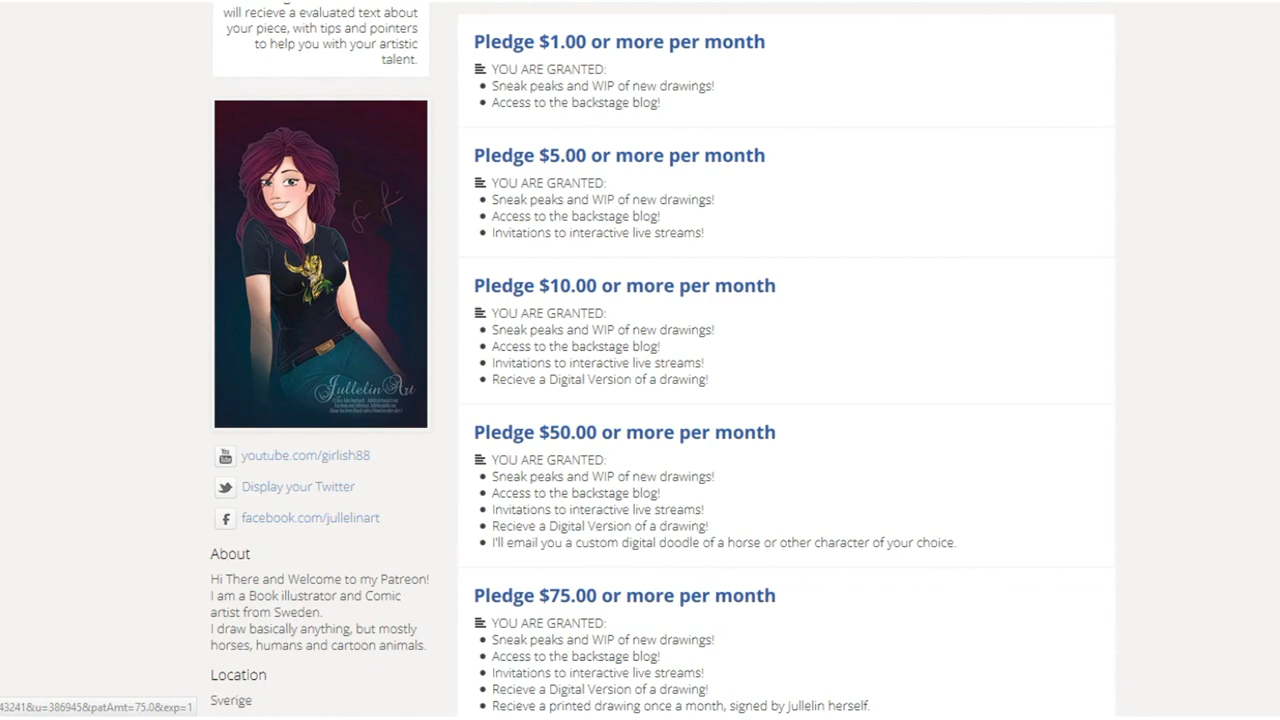 will recieve a evaluated text about
your piece, with tips and pointers
to help you with your artistic
talent.
Jullelin Art
youtube.com/girlish88
Display your Twitter
facebook.com/jullelinart
About
Hi There and Welcome to my Patreon!
I am a Book illustrator and Comic
artist from Sweden.
I draw basically anything, but mostly
horses, humans and cartoon animals.
Location
Sverige
43241&u=386945&patAmt=75.0&exp=1
Pledge $1.00 or more per month
YOU ARE GRANTED:
• Sneak peaks and WIP of new drawings!
• Access to the backstage blog!
Pledge $5.00 or more per month
YOU ARE GRANTED:
• Sneak peaks and WIP of new drawings!
• Access to the backstage blog!
• Invitations to interactive live streams!
Pledge $10.00 or more per month
YOU ARE GRANTED:
• Sneak peaks and WIP of new drawings!
• Access to the backstage blog!
• Invitations to interactive live streams!
• Recieve a Digital Version of a drawing!
Pledge $50.00 or more per month
YOU ARE GRANTED:
• Sneak peaks and WIP of new drawings!
• Access to the backstage blog!
• Invitations to interactive live streams!
• Recieve a Digital Version of a drawing!
• I'll email you a custom digital doodle of a horse or other character of your choice.
Pledge $75.00 or more per month
YOU ARE GRANTED:
• Sneak peaks and WIP of new drawings!
• Access to the backstage blog!
• Invitations to interactive live streams!
• Recieve a Digital Version of a drawing!
• Recieve a printed drawing once a month, signed by Jullelin herself.